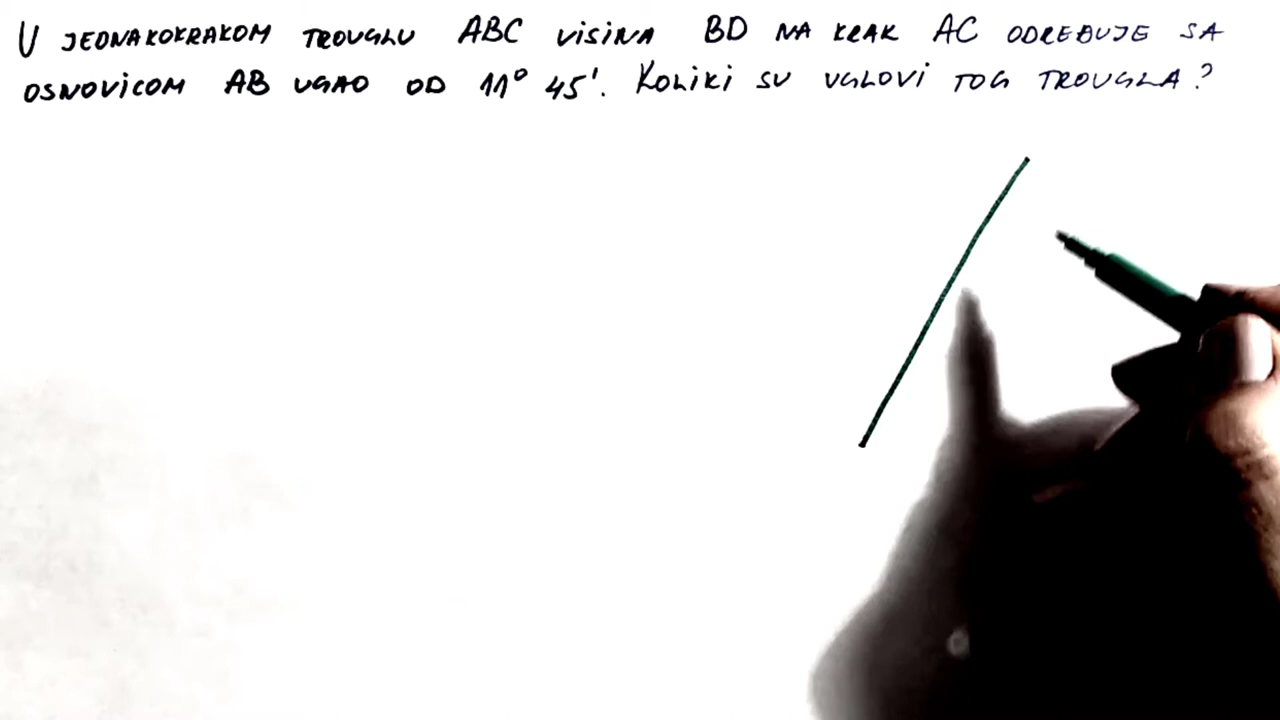 U JEDNAKOKRAKOM TROUGLU ABC VISINA BD NA KRAK AC ODREĐUJE SA
OSNOVICOM AB UGAO OD 11° 45'. KOLIKI SU UGLOVI TOG TROUGLA?